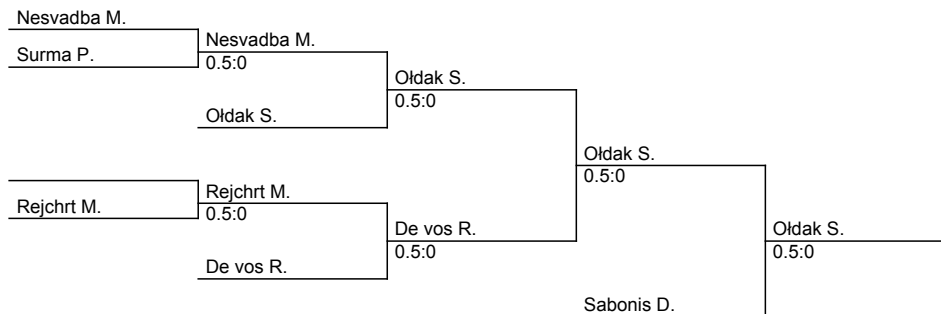 Nesvadba M.
Surma P.
Nesvadba M.
0.5:0
Ołdak S.
Ołdak S.
0.5:0
Rejchrt M.
Rejchrt M.
0.5:0
De vos R.
De vos R.
0.5:0
Ołdak S.
0.5:0
Sabonis D.
Ołdak S.
0.5:0